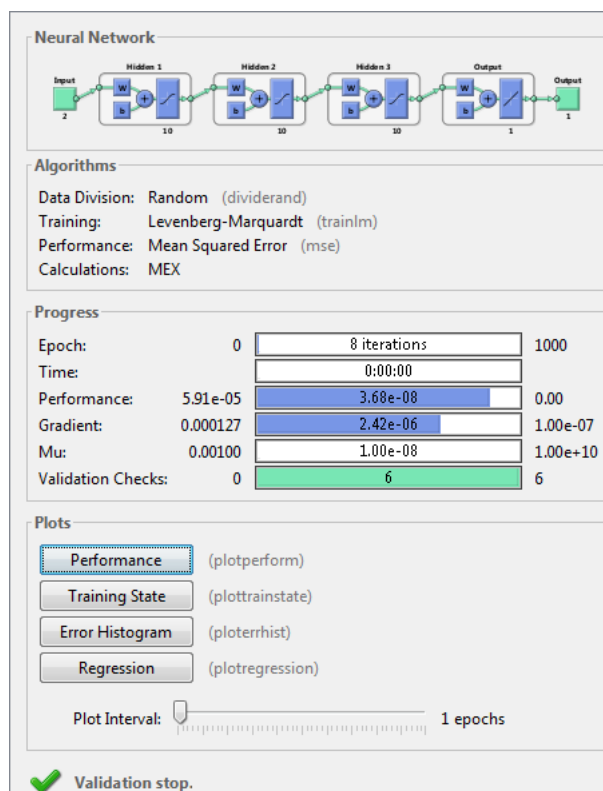 Neural Network
Hidden 1 Hidden 2 Hidden 3 Output
Input Output
W W W W
b b b b
+ + + +
2 1
10 10 10 1
Algorithms
Data Division: Random (dividerand)
Training: Levenberg-Marquardt (trainlm)
Performance: Mean Squared Error (mse)
Calculations: MEX
Progress
Epoch: 0 8 iterations 1000
Time: 0:00:00
Performance: 5.91e-05 3.68e-08 0.00
Gradient: 0.000127 2.42e-06 1.00e-07
Mu: 0.00100 1.00e-08 1.00e+10
Validation Checks: 0 6 6
Plots
Performance (plotperform)
Training State (plottrainstate)
Error Histogram (ploterrhist)
Regression (plotregression)
Plot Interval: 1 epochs
Validation stop.